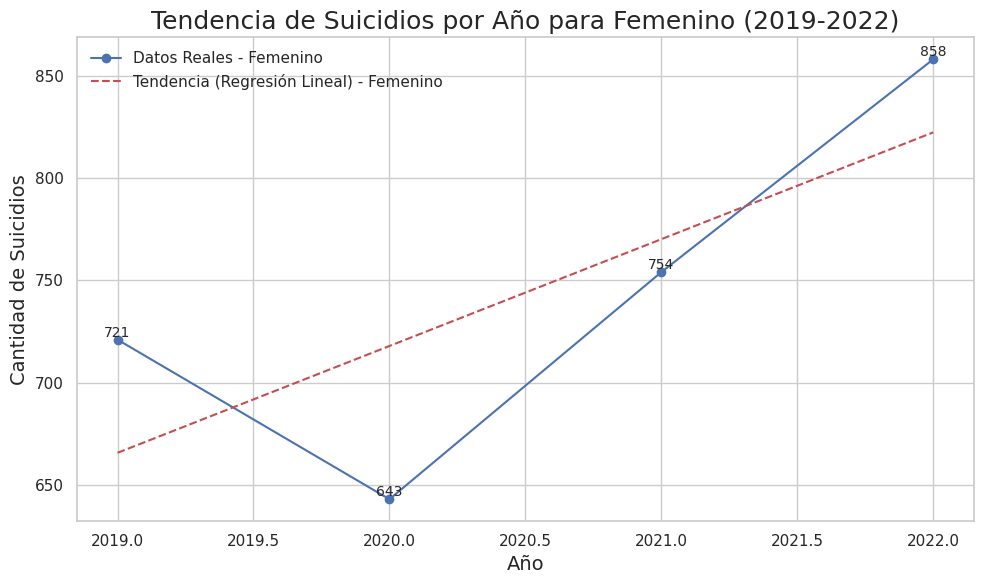 Tendencia de Suicidios por Año para Femenino (2019-2022)
Datos Reales - Femenino
Tendencia (Regresión Lineal) - Femenino
858
721
754
643
850
800
750
700
650
Cantidad de Suicidios
2019.0 2019.5 2020.0 2020.5 2021.0 2021.5 2022.0
Año